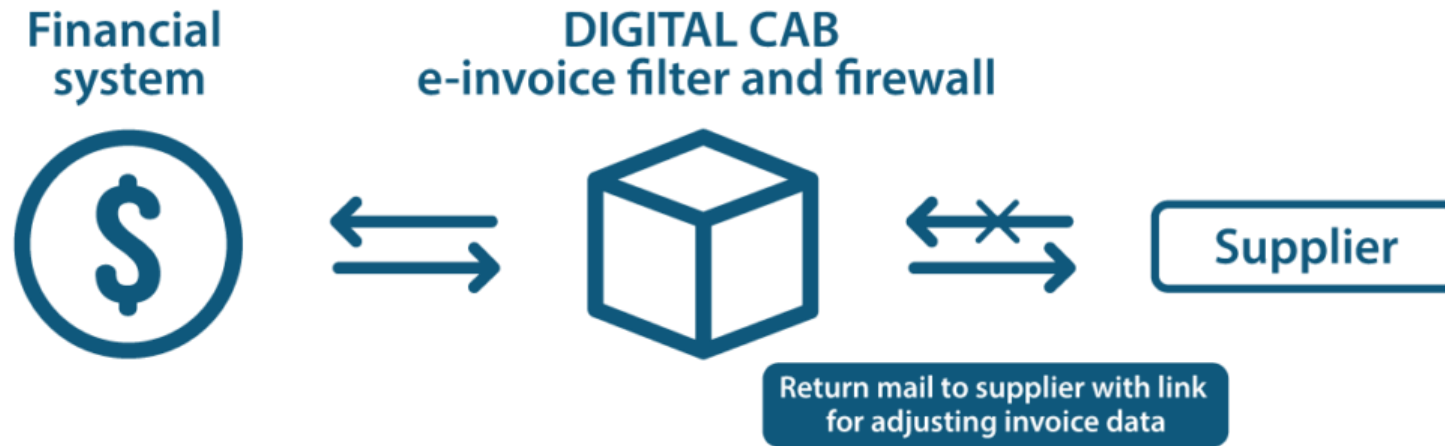 Financial
system
DIGITAL CAB
e-invoice filter and firewall
$
Supplier
Return mail to supplier with link
for adjusting invoice data